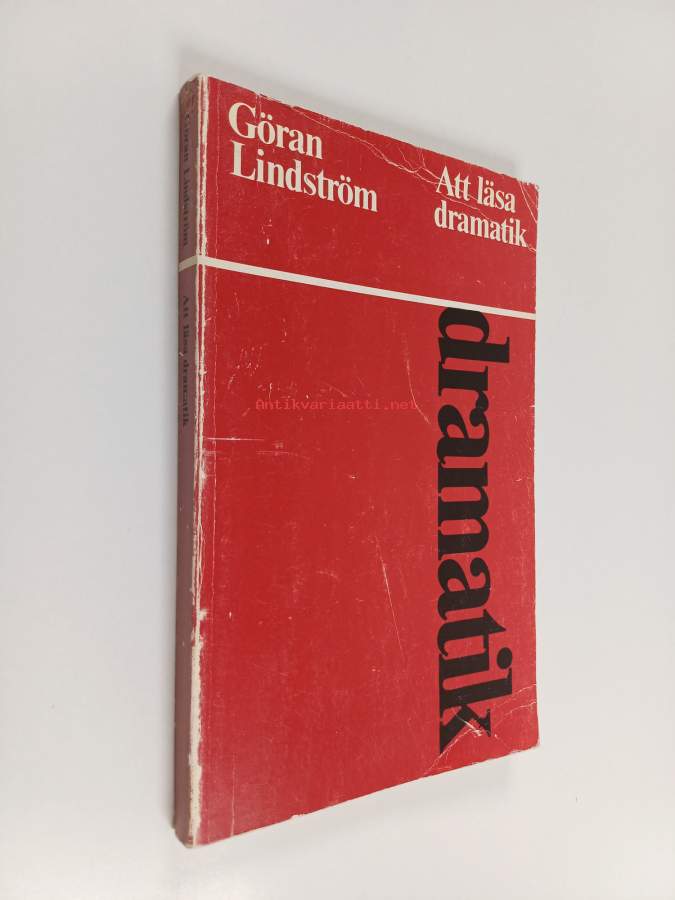 Göran
Lindström
Att läsa
dramatik
dramatik
Göran Lindström
Att läsa dramatik
Antikvariaatti.net